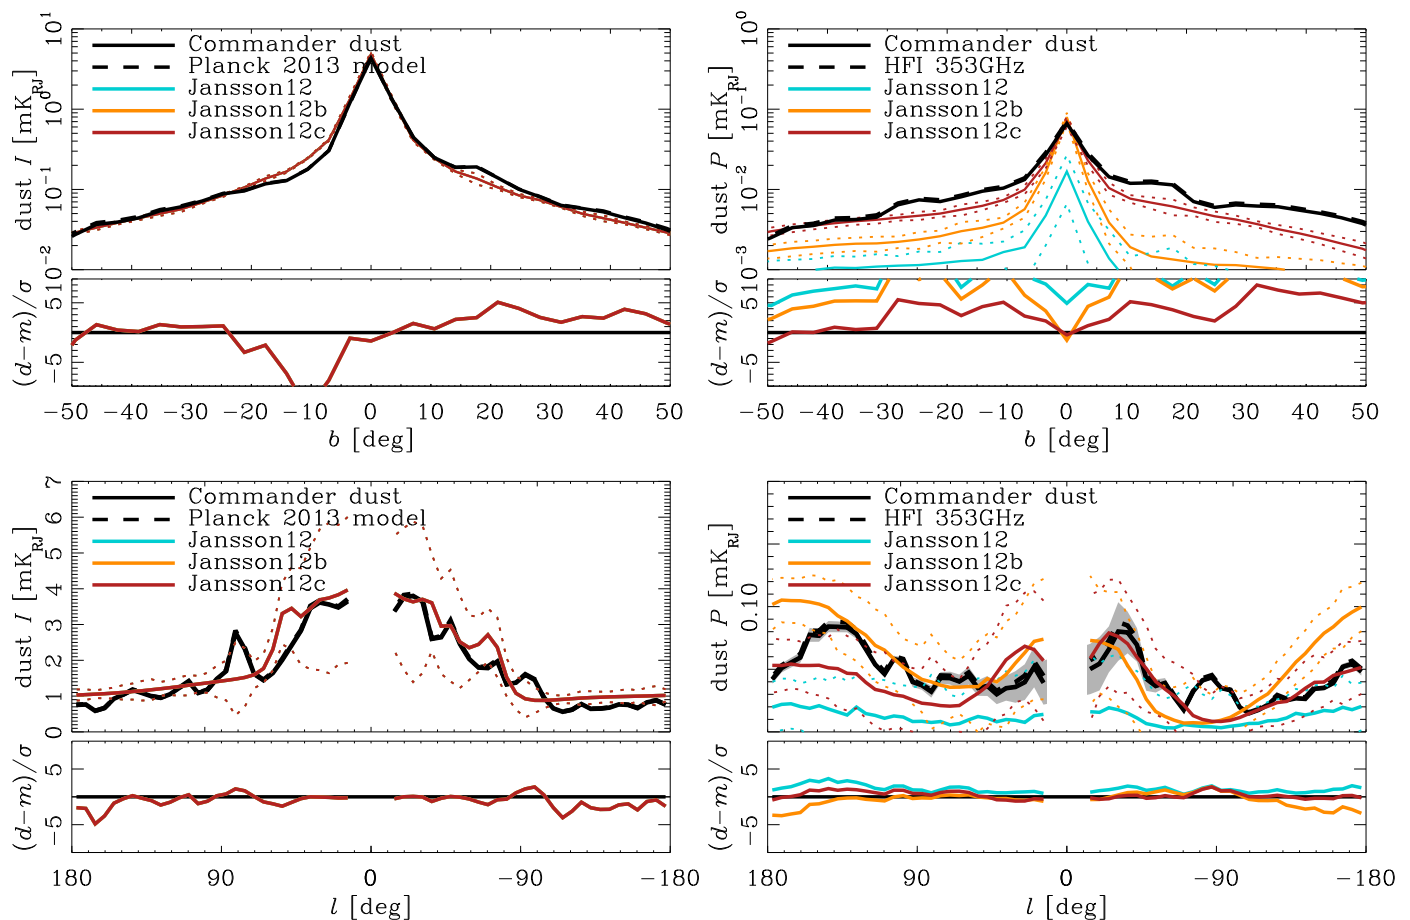 10^1
10^0
10^-1
10^-2
dust I [mK_RJ]
Commander dust
Planck 2013 model
Jansson12
Jansson12b
Jansson12c
(d-m)/σ
10
5
-5
-50 -40 -30 -20 -10 0 10 20 30 40 50
b [deg]
10^0
10^-1
10^-2
10^-3
dust P [mK_RJ]
Commander dust
HFI 353GHz
Jansson12
Jansson12b
Jansson12c
(d-m)/σ
10
5
-5
-50 -40 -30 -20 -10 0 10 20 30 40 50
b [deg]
7
6
5
4
3
2
1
0
dust I [mK_RJ]
Commander dust
Planck 2013 model
Jansson12
Jansson12b
Jansson12c
(d-m)/σ
5
-5
180 90 0 -90 -180
l [deg]
0.10
dust P [mK_RJ]
Commander dust
HFI 353GHz
Jansson12
Jansson12b
Jansson12c
(d-m)/σ
5
-5
180 90 0 -90 -180
l [deg]